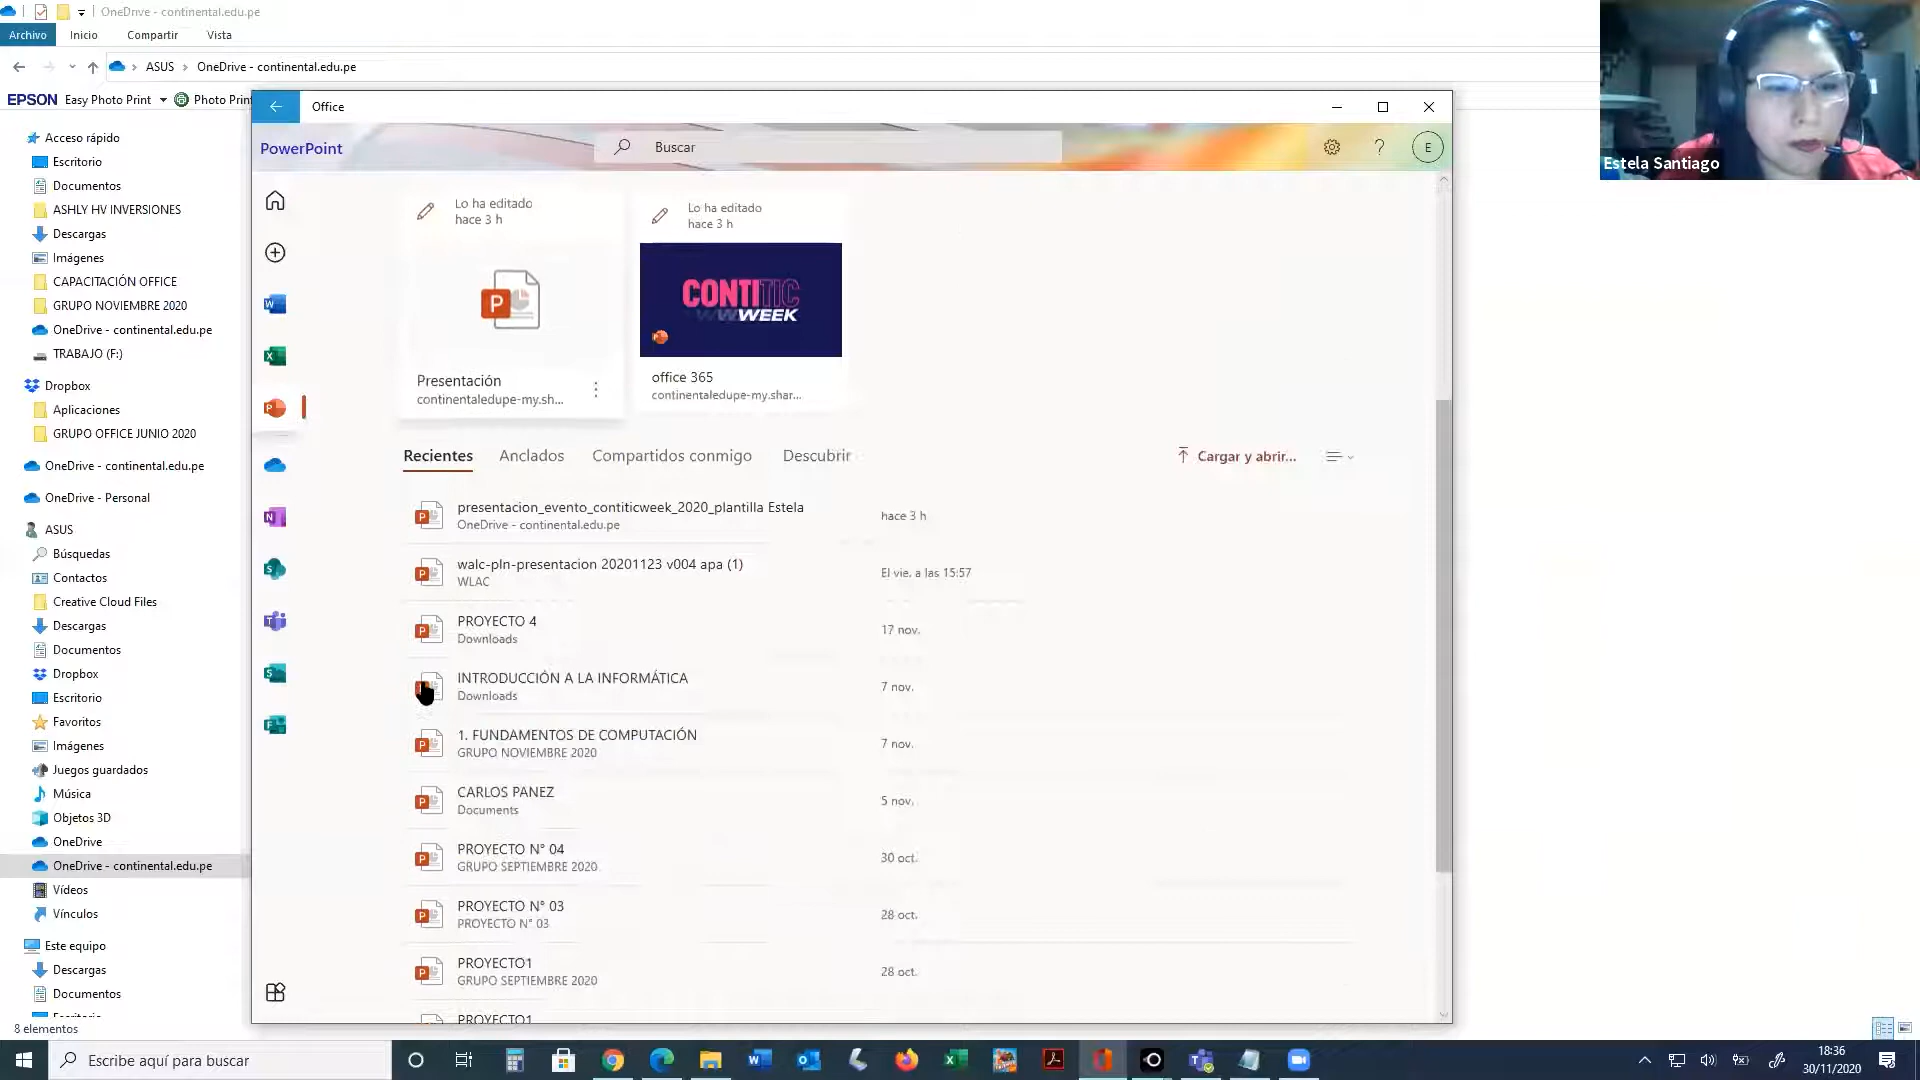 OneDrive - continental.edu.pe
Archivo
Inicio
Compartir
Vista
ASUS
OneDrive - continental.edu.pe
EPSON
Easy Photo Print
Photo Prin
Acceso rápido
Escritorio
Documentos
ASHLY HV INVERSIONES
Descargas
Imágenes
CAPACITACIÓN OFFICE
GRUPO NOVIEMBRE 2020
OneDrive - continental.edu.pe
TRABAJO (F:)
Dropbox
Aplicaciones
GRUPO OFFICE JUNIO 2020
OneDrive - continental.edu.pe
OneDrive - Personal
ASUS
Búsquedas
Contactos
Creative Cloud Files
Descargas
Documentos
Dropbox
Escritorio
Favoritos
Imágenes
Juegos guardados
Música
Objetos 3D
OneDrive
OneDrive - continental.edu.pe
Vídeos
Vínculos
Este equipo
Descargas
Documentos
Escritorio
8 elementos
Office
PowerPoint
Buscar
?
E
Lo ha editado
hace 3 h
Presentación
continentaledupe-my.sh...
Lo ha editado
hace 3 h
CONTITIC
WWWEEK
office 365
continentaledupe-my.shar...
Recientes
Anclados
Compartidos conmigo
Descubrir
Cargar y abrir...
presentacion_evento_contiticweek_2020_plantilla Estela
OneDrive - continental.edu.pe
hace 3 h
walc-pln-presentacion 20201123 v004 apa (1)
WLAC
El vie. a las 15:57
PROYECTO 4
Downloads
17 nov.
INTRODUCCIÓN A LA INFORMÁTICA
Downloads
7 nov.
1. FUNDAMENTOS DE COMPUTACIÓN
GRUPO NOVIEMBRE 2020
7 nov.
CARLOS PANEZ
Documents
5 nov.
PROYECTO N° 04
GRUPO SEPTIEMBRE 2020
30 oct.
PROYECTO N° 03
PROYECTO N° 03
28 oct.
PROYECTO1
GRUPO SEPTIEMBRE 2020
28 oct.
PROYECTO1
Estela Santiago
Escribe aquí para buscar
18:36
30/11/2020